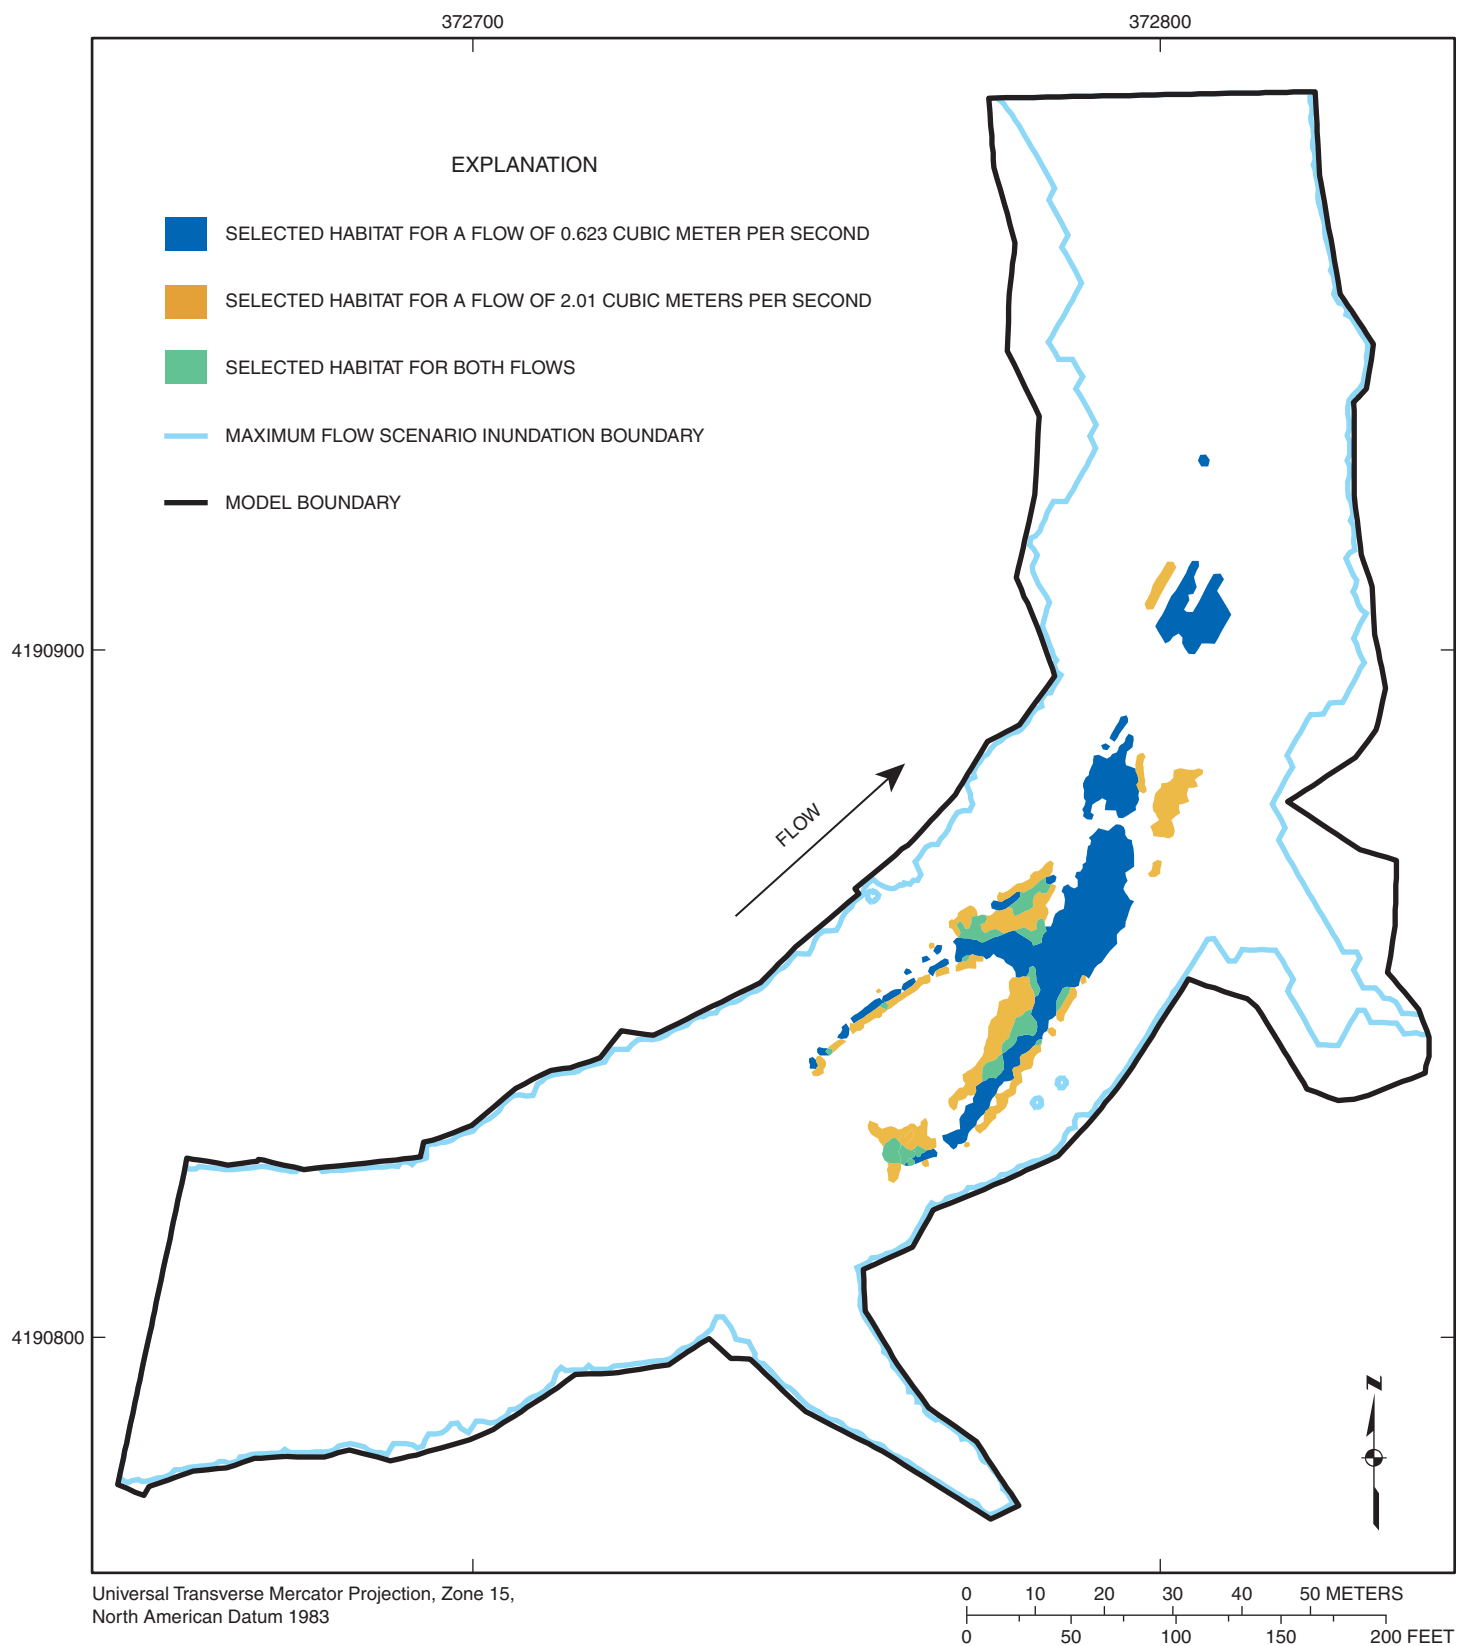 372700
372800
EXPLANATION
SELECTED HABITAT FOR A FLOW OF 0.623 CUBIC METER PER SECOND
SELECTED HABITAT FOR A FLOW OF 2.01 CUBIC METERS PER SECOND
SELECTED HABITAT FOR BOTH FLOWS
MAXIMUM FLOW SCENARIO INUNDATION BOUNDARY
MODEL BOUNDARY
4190900
FLOW
4190800
N
Universal Transverse Mercator Projection, Zone 15,
North American Datum 1983
0 10 20 30 40 50 METERS
0 50 100 150 200 FEET